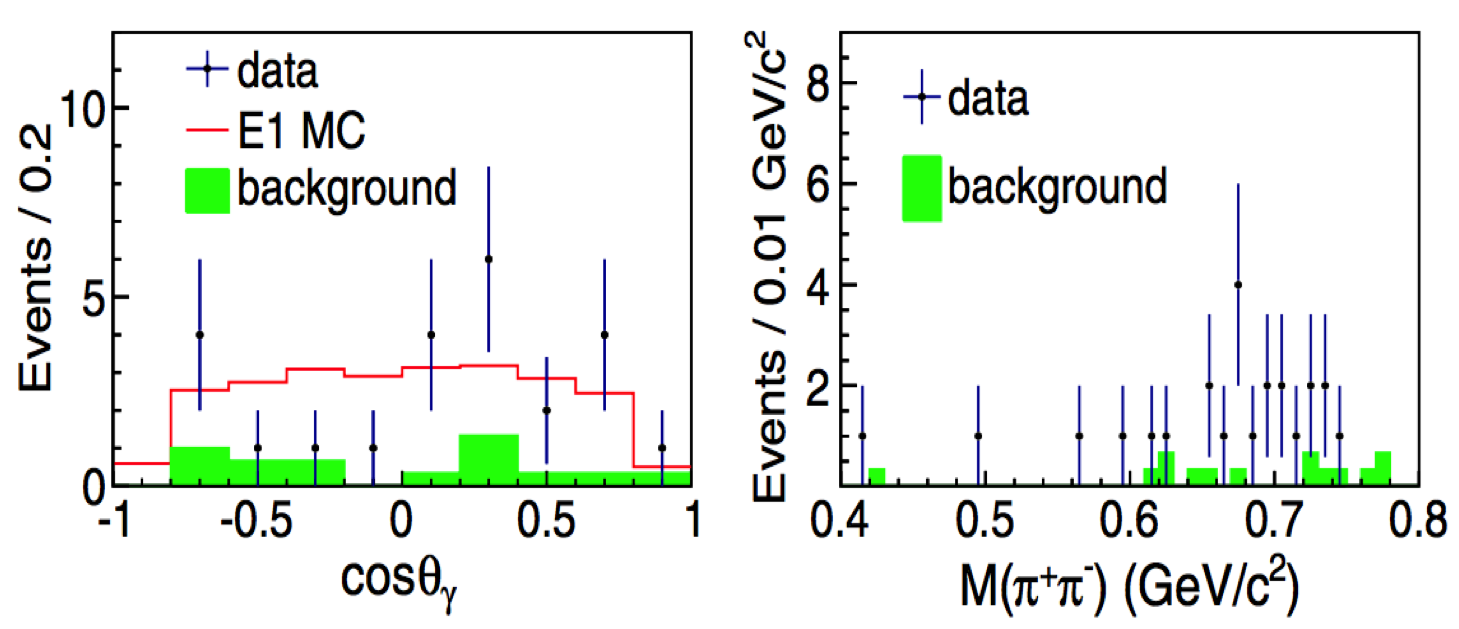 Events / 0.2
10
5
0
data
E1 MC
background
-1 -0.5 0 0.5 1
cosθγ
Events / 0.01 GeV/c²
8
6
4
2
data
background
0.4 0.5 0.6 0.7 0.8
M(π⁺π⁻) (GeV/c²)